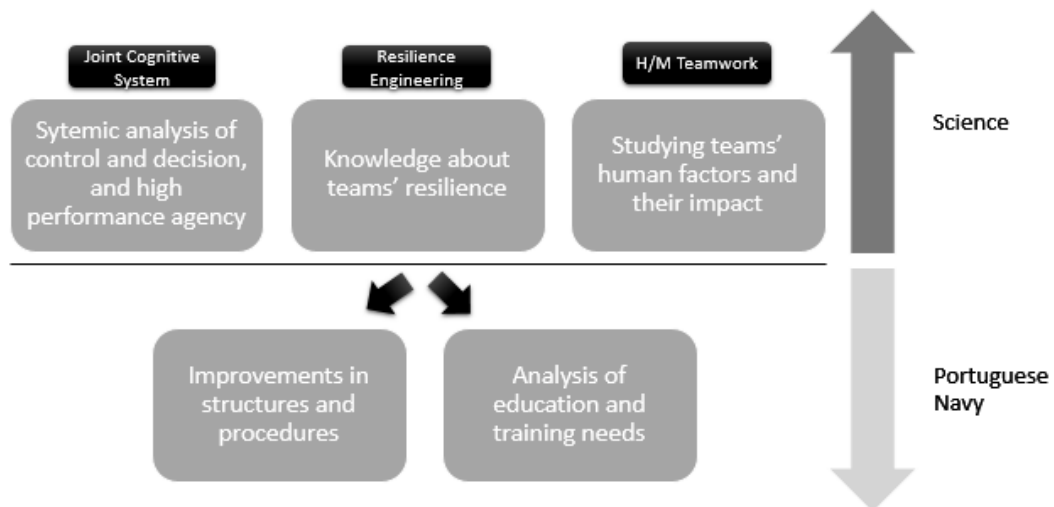 Joint Cognitive
System
Resilience
Engineering
H/M Teamwork
Sytemic analysis of
control and decision,
and high
performance agency
Knowledge about
teams’ resilience
Studying teams’
human factors and
their impact
Science
Improvements in
structures and
procedures
Analysis of
education and
training needs
Portuguese
Navy